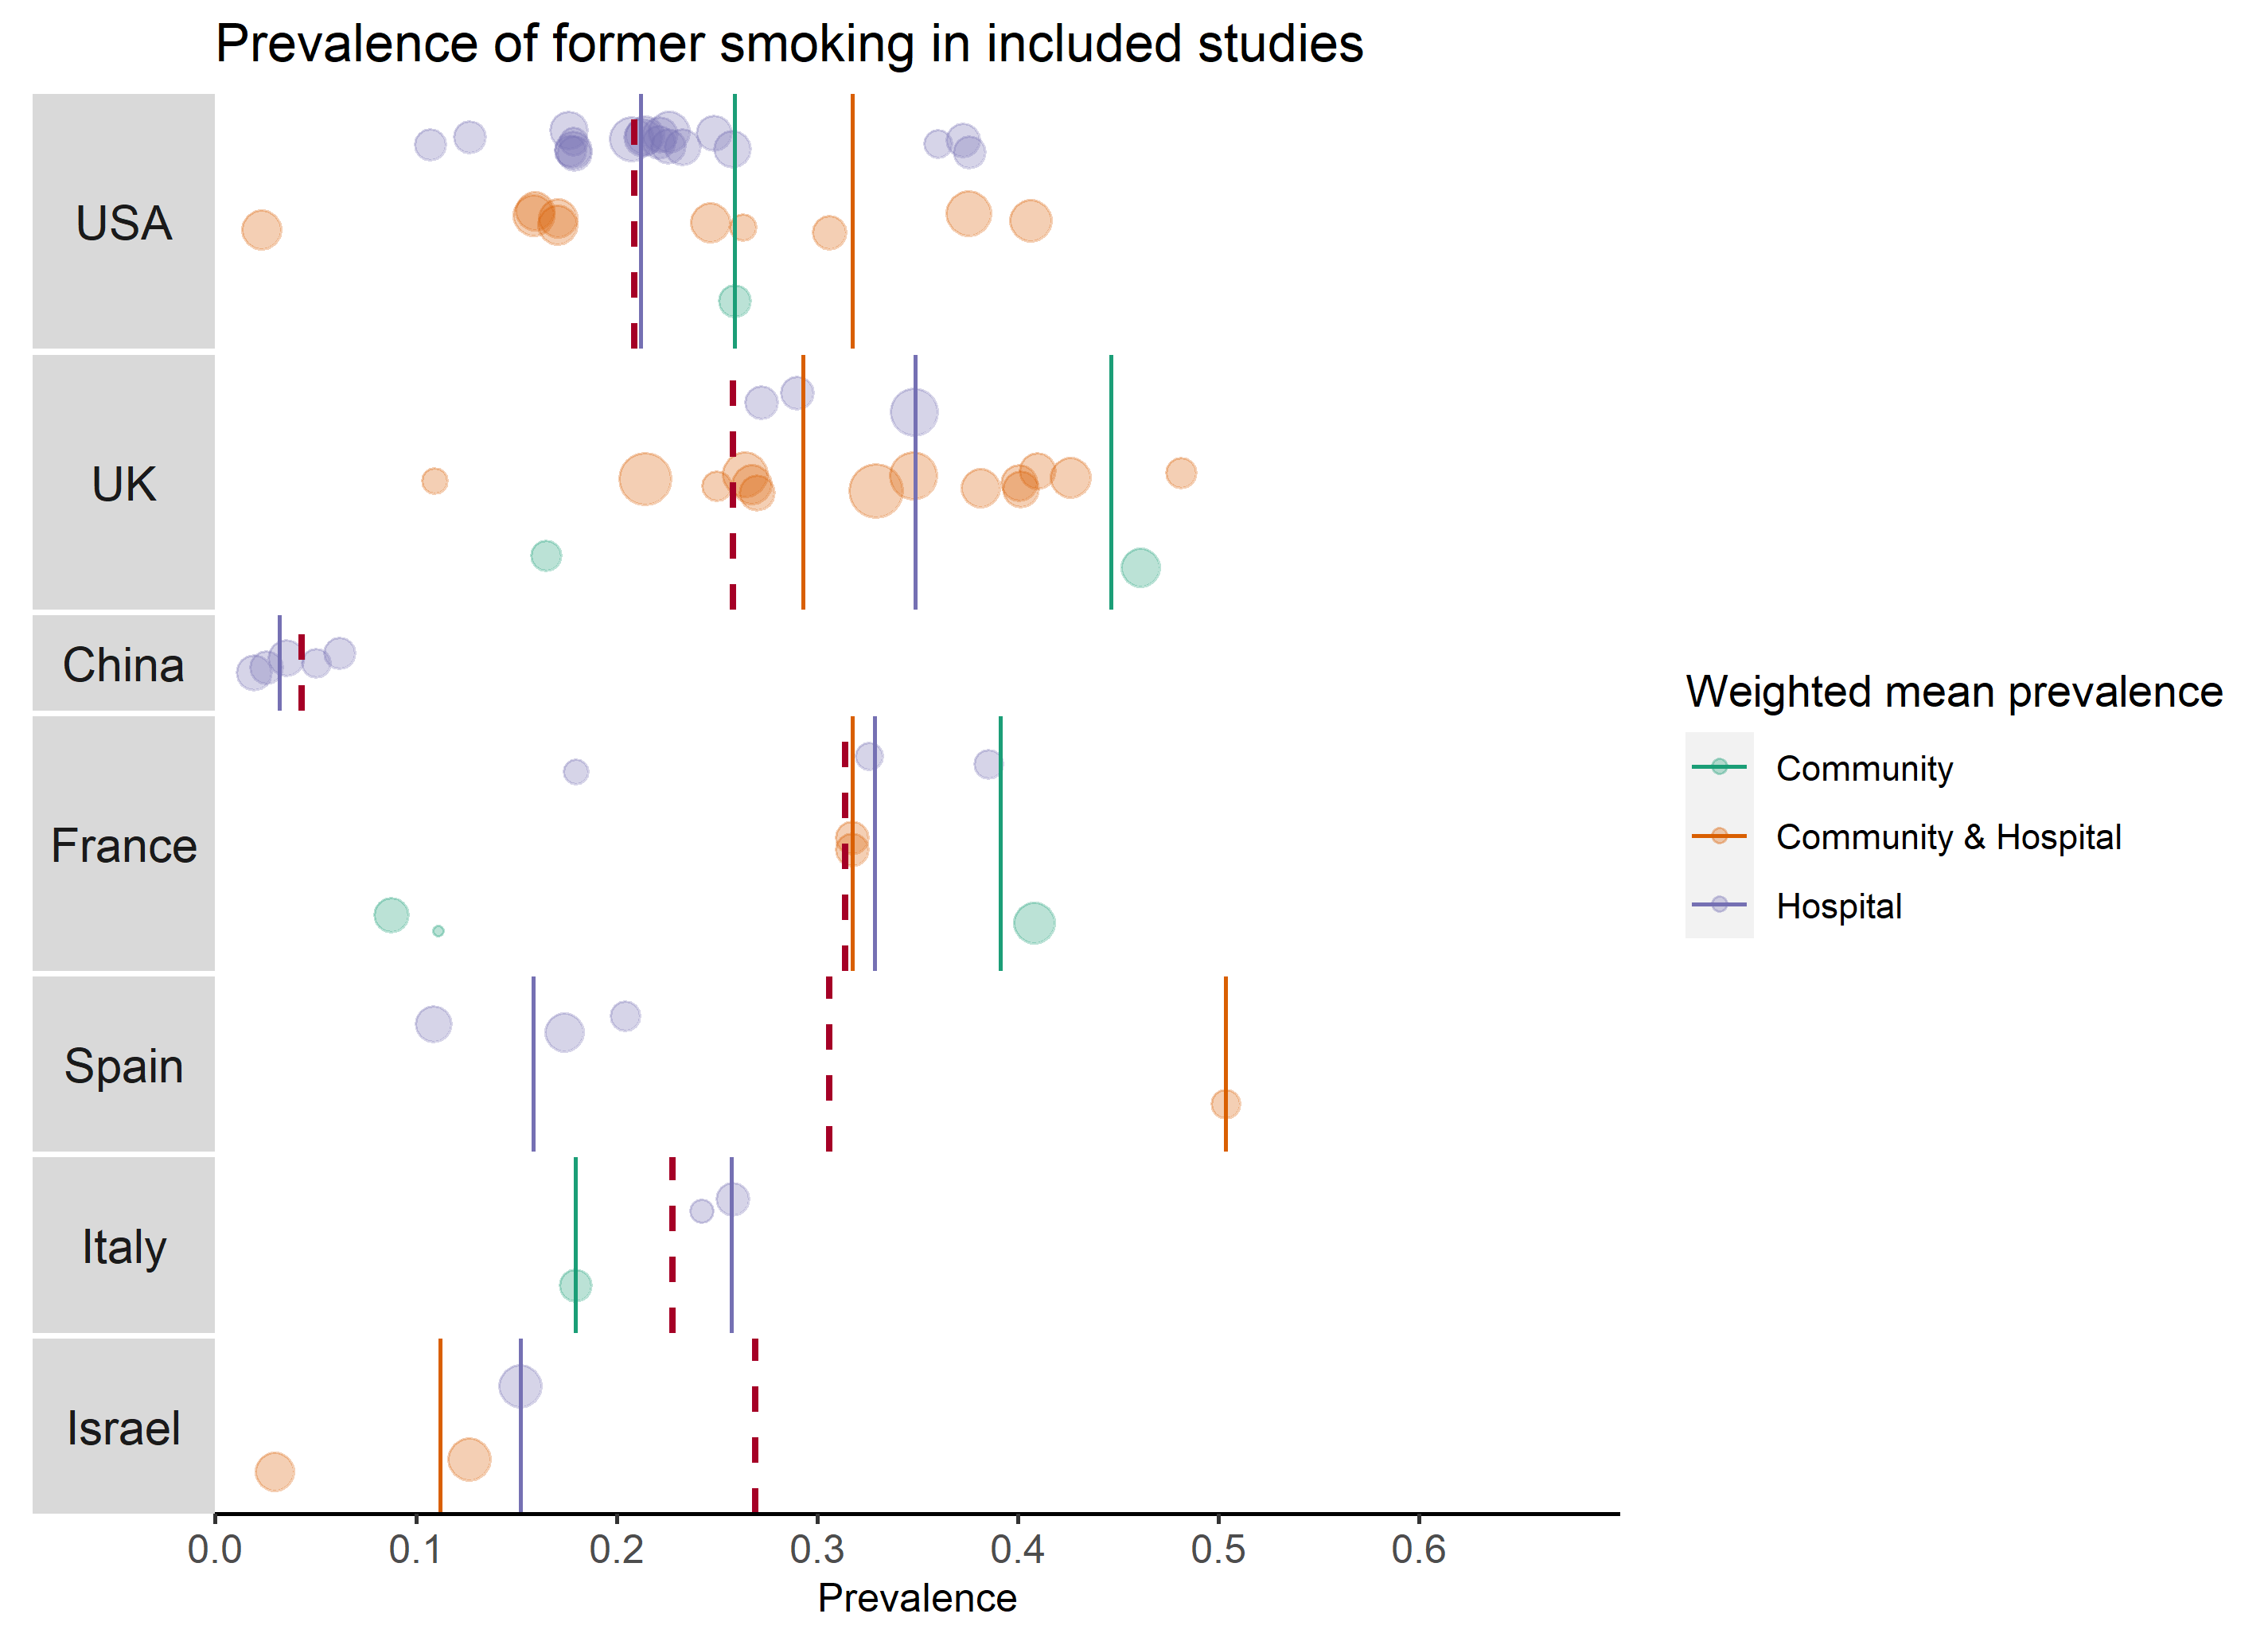 Prevalence of former smoking in included studies
USA
UK
China
France
Spain
Italy
Israel
0.0 0.1 0.2 0.3 0.4 0.5 0.6
Prevalence
Weighted mean prevalence
Community
Community & Hospital
Hospital